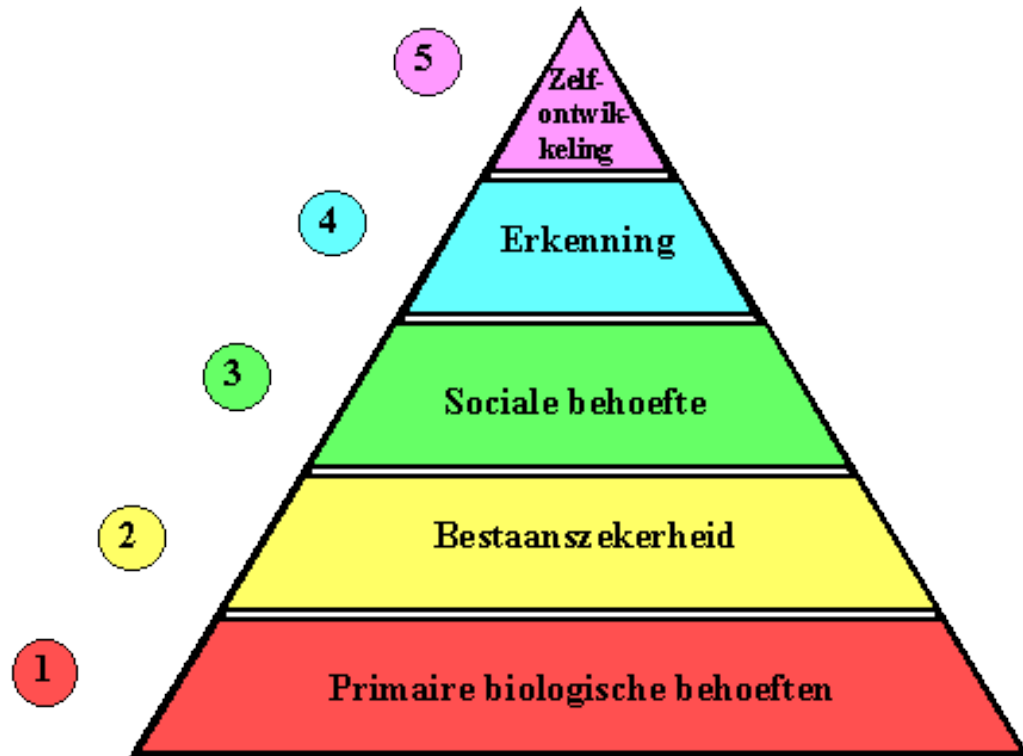 5
Zelf-
ontwik-
keling
4
Erkenning
3
Sociale behoefte
2
Bestaanszekerheid
1
Primaire biologische behoeften